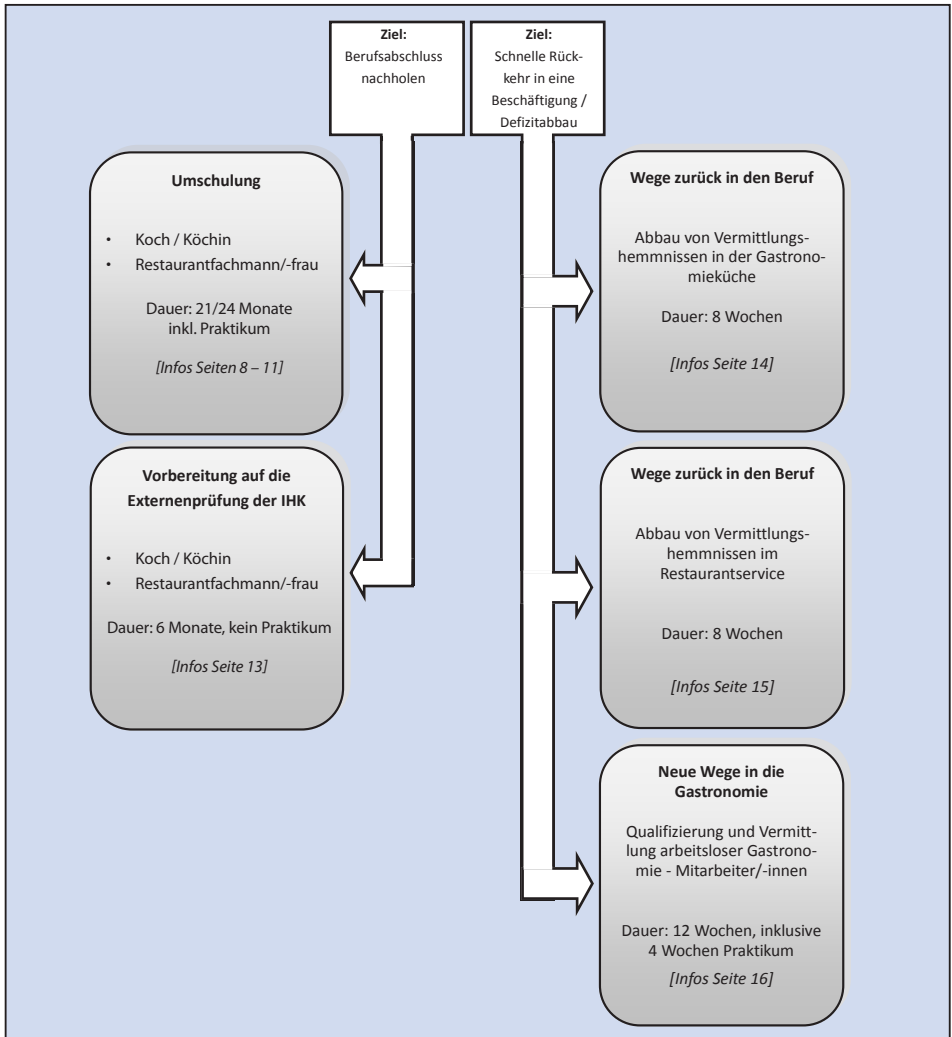 Ziel:
Berufsabschluss
nachholen
Ziel:
Schnelle Rück-
kehr in eine
Beschäftigung /
Defizitabbau
Umschulung
• Koch / Köchin
• Restaurantfachmann/-frau
Dauer: 21/24 Monate
inkl. Praktikum
[Infos Seiten 8 – 11]
Vorbereitung auf die
Externenprüfung der IHK
• Koch / Köchin
• Restaurantfachmann/-frau
Dauer: 6 Monate, kein Praktikum
[Infos Seite 13]
Wege zurück in den Beruf
Abbau von Vermittlungs-
hemmnissen in der Gastrono-
mieküche
Dauer: 8 Wochen
[Infos Seite 14]
Wege zurück in den Beruf
Abbau von Vermittlungs-
hemmnissen im
Restaurantservice
Dauer: 8 Wochen
[Infos Seite 15]
Neue Wege in die
Gastronomie
Qualifizierung und Vermitt-
lung arbeitsloser Gastrono-
mie - Mitarbeiter/-innen
Dauer: 12 Wochen, inklusive
4 Wochen Praktikum
[Infos Seite 16]